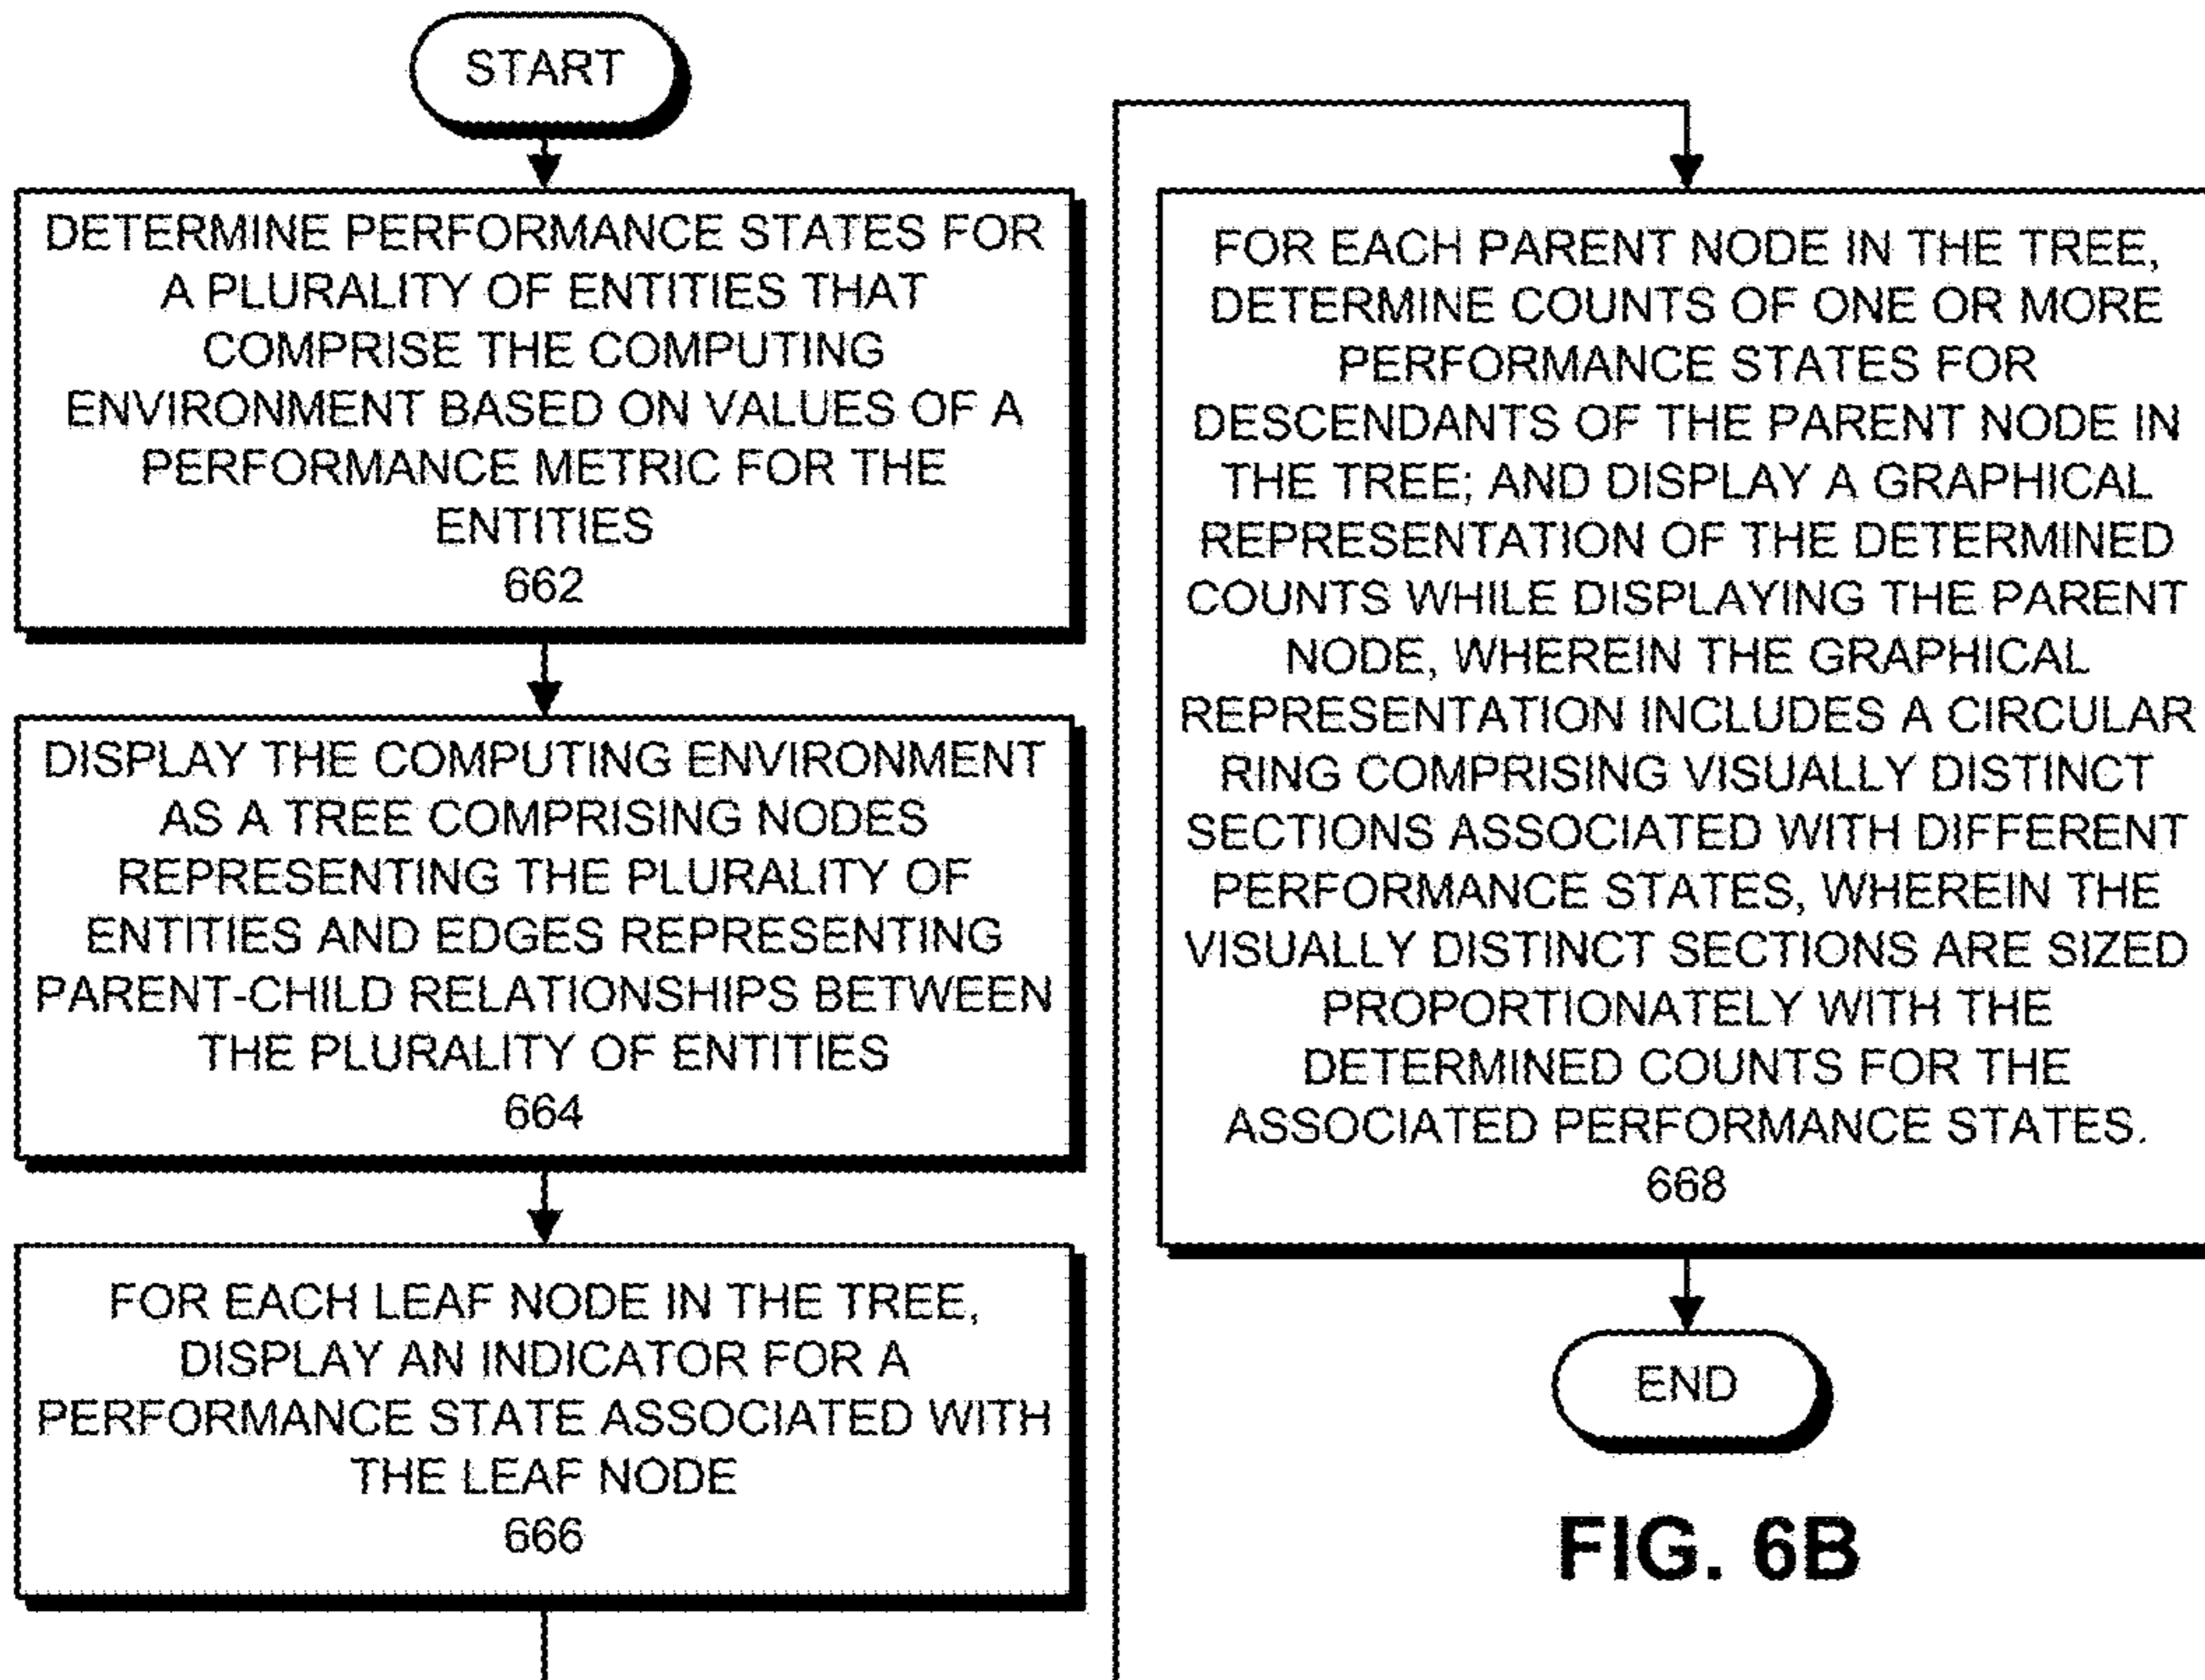 START
DETERMINE PERFORMANCE STATES FOR
A PLURALITY OF ENTITIES THAT
COMPRISE THE COMPUTING
ENVIRONMENT BASED ON VALUES OF A
PERFORMANCE METRIC FOR THE
ENTITIES
662
DISPLAY THE COMPUTING ENVIRONMENT
AS A TREE COMPRISING NODES
REPRESENTING THE PLURALITY OF
ENTITIES AND EDGES REPRESENTING
PARENT-CHILD RELATIONSHIPS BETWEEN
THE PLURALITY OF ENTITIES
664
FOR EACH LEAF NODE IN THE TREE,
DISPLAY AN INDICATOR FOR A
PERFORMANCE STATE ASSOCIATED WITH
THE LEAF NODE
666
FOR EACH PARENT NODE IN THE TREE,
DETERMINE COUNTS OF ONE OR MORE
PERFORMANCE STATES FOR
DESCENDANTS OF THE PARENT NODE IN
THE TREE; AND DISPLAY A GRAPHICAL
REPRESENTATION OF THE DETERMINED
COUNTS WHILE DISPLAYING THE PARENT
NODE, WHEREIN THE GRAPHICAL
REPRESENTATION INCLUDES A CIRCULAR
RING COMPRISING VISUALLY DISTINCT
SECTIONS ASSOCIATED WITH DIFFERENT
PERFORMANCE STATES, WHEREIN THE
VISUALLY DISTINCT SECTIONS ARE SIZED
PROPORTIONATELY WITH THE
DETERMINED COUNTS FOR THE
ASSOCIATED PERFORMANCE STATES.
668
END
FIG. 6B